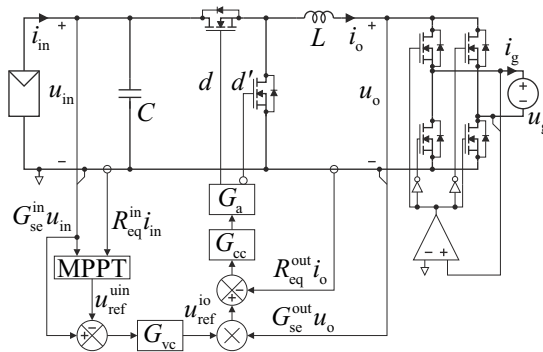 i_in
+
L
i_o
+
i_g
u_in
C
d
d′
u_o
+
−
u_g
−
−
G_se^in u_in
R_eq^in i_in
G_a
G_cc
R_eq^out i_o
MPPT
+
−
−
+
u_ref^uin
u_ref^io
G_se^out u_o
+
−
G_vc
×